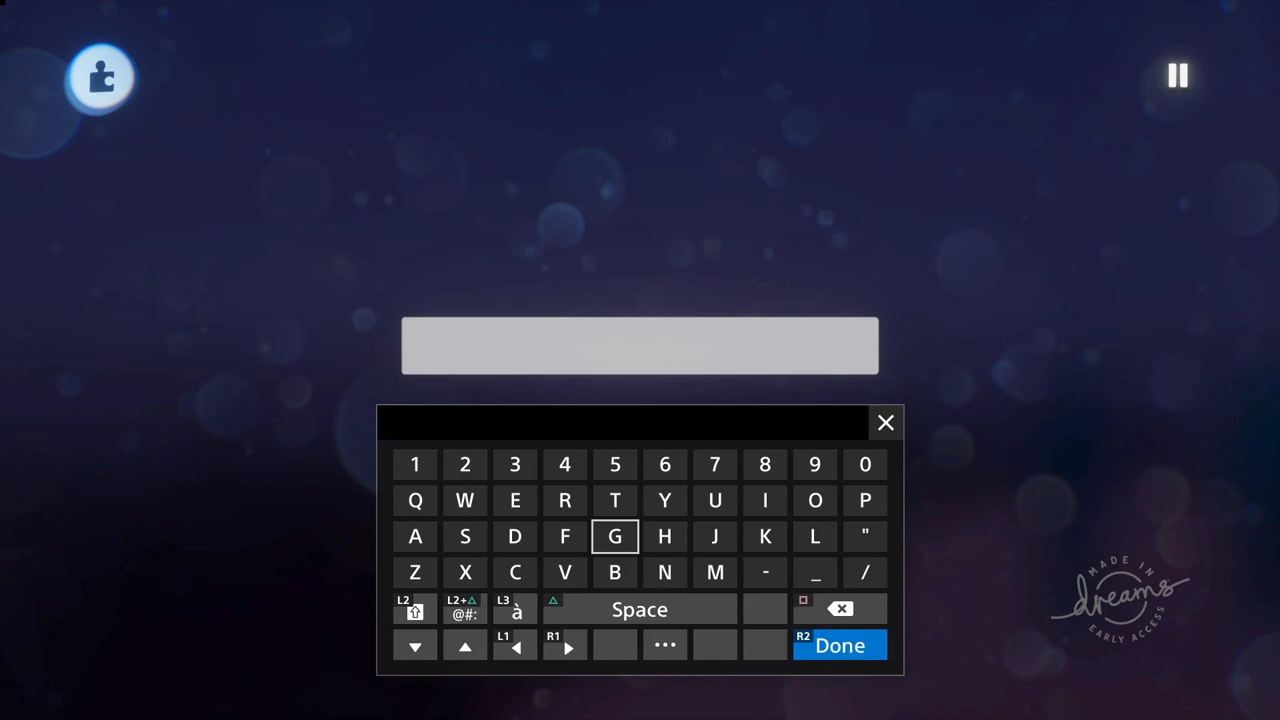 1 2 3 4 5 6 7 8 9 0
Q W E R T Y U I O P
A S D F G H J K L "
Z X C V B N M - _ /
L2 L2+△ @#: L3 à △ Space □
L1 R1 ... R2 Done
MADE IN
dreams
EARLY ACCESS